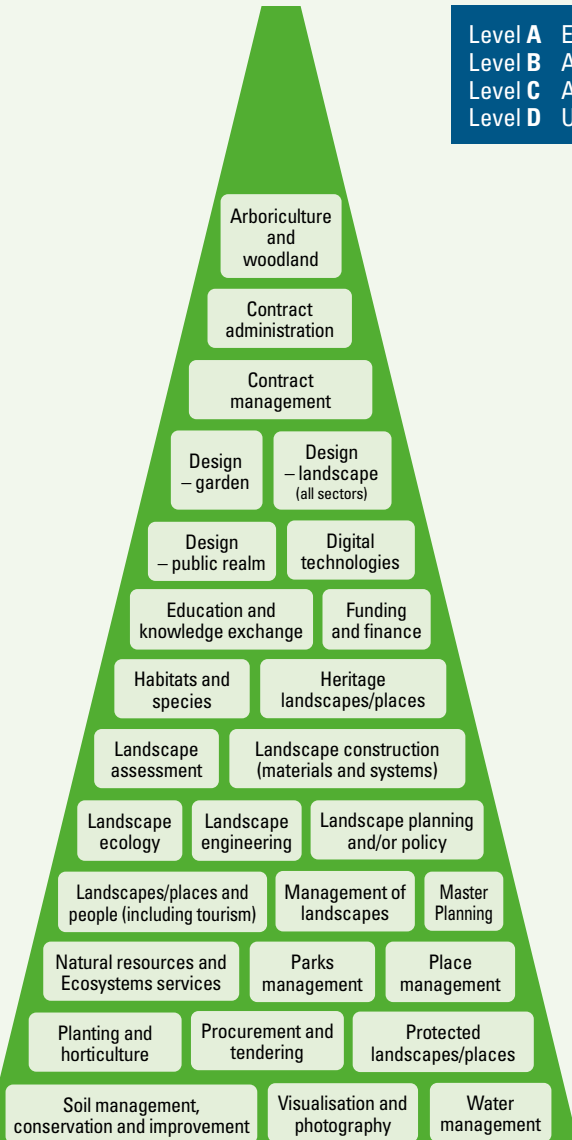 Level A
Level B
Level C
Level D
Arboriculture
and
woodland
Contract
administration
Contract
management
Design
– garden
Design
– landscape
(all sectors)
Design
– public realm
Digital
technologies
Education and
knowledge exchange
Funding
and finance
Habitats and
species
Heritage
landscapes/places
Landscape
assessment
Landscape construction
(materials and systems)
Landscape
ecology
Landscape
engineering
Landscape planning
and/or policy
Landscapes/places and
people (including tourism)
Management of
landscapes
Master
Planning
Natural resources and
Ecosystems services
Parks
management
Place
management
Planting and
horticulture
Procurement and
tendering
Protected
landscapes/places
Soil management,
conservation and improvement
Visualisation and
photography
Water
management